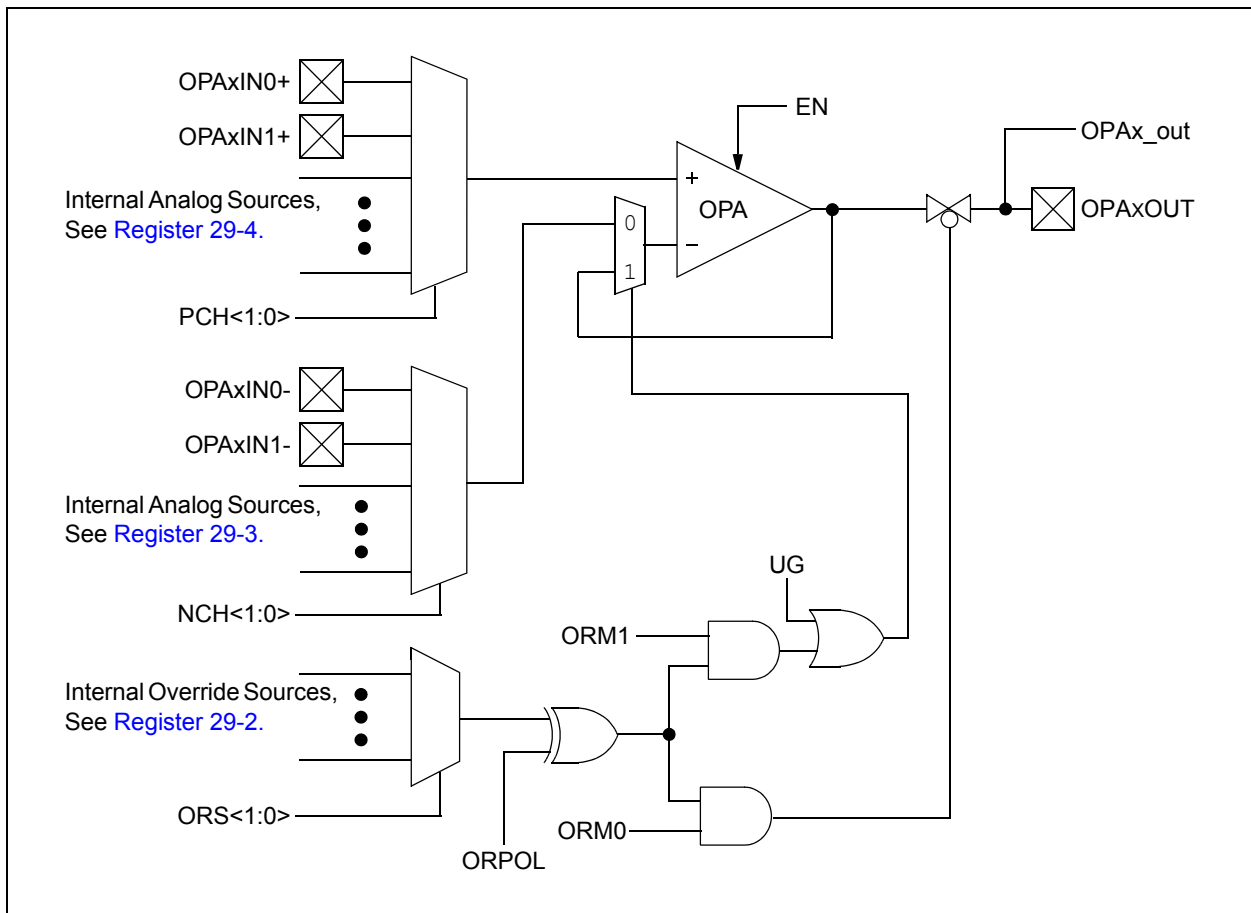 OPAxIN0+
OPAxIN1+
Internal Analog Sources,
See Register 29-4.
PCH<1:0>
EN
+
OPA
–
0
1
OPAx_out
OPAxOUT
OPAxIN0-
OPAxIN1-
Internal Analog Sources,
See Register 29-3.
NCH<1:0>
UG
ORM1
Internal Override Sources,
See Register 29-2.
ORS<1:0>
ORPOL
ORM0